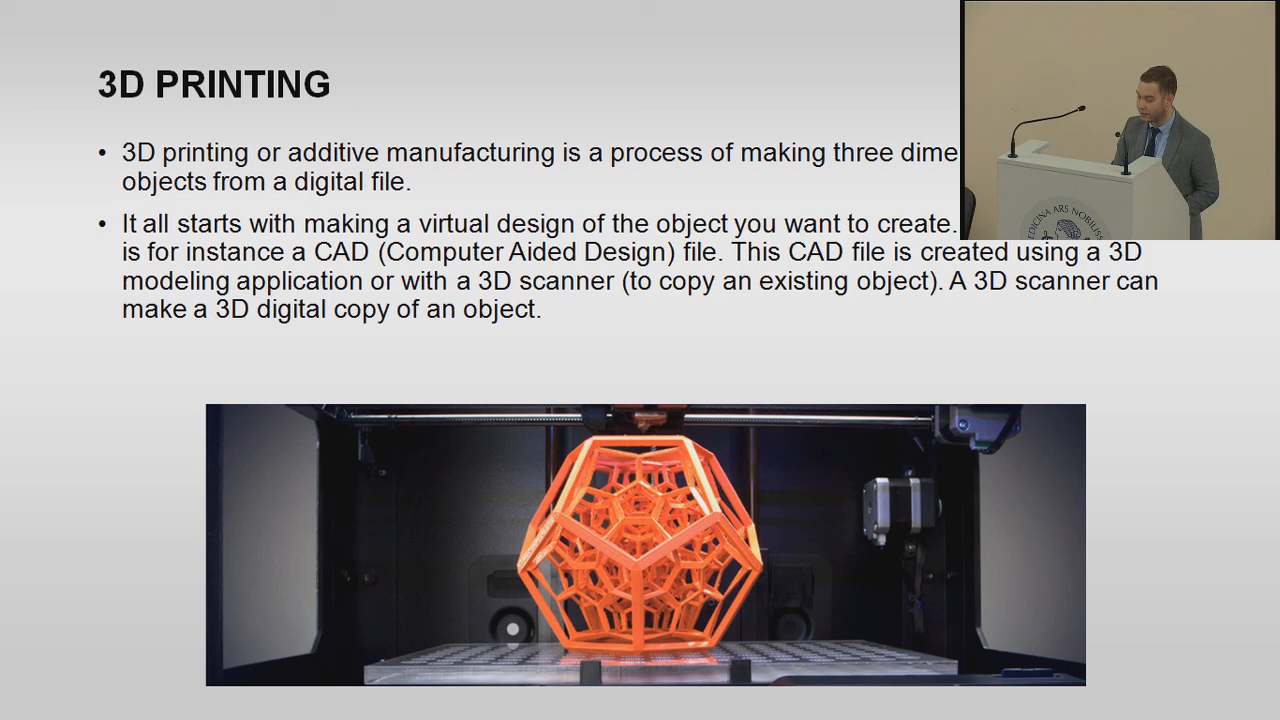 3D PRINTING
• 3D printing or additive manufacturing is a process of making three dime
objects from a digital file.
• It all starts with making a virtual design of the object you want to create.
is for instance a CAD (Computer Aided Design) file. This CAD file is created using a 3D
modeling application or with a 3D scanner (to copy an existing object). A 3D scanner can
make a 3D digital copy of an object.
MEDICINA ARS NOBILISS